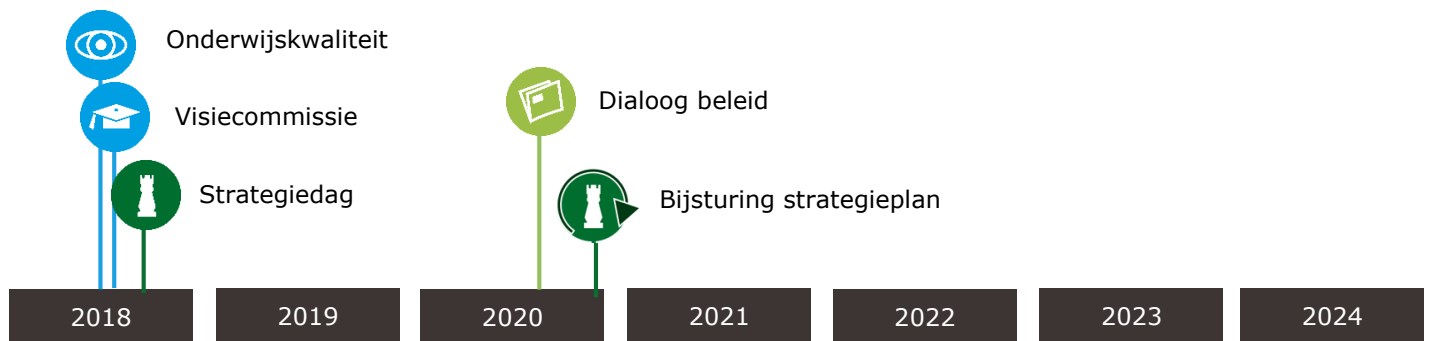 Onderwijskwaliteit
Visiecommissie
Strategiedag
Dialoog beleid
Bijsturing strategieplan
2018
2019
2020
2021
2022
2023
2024